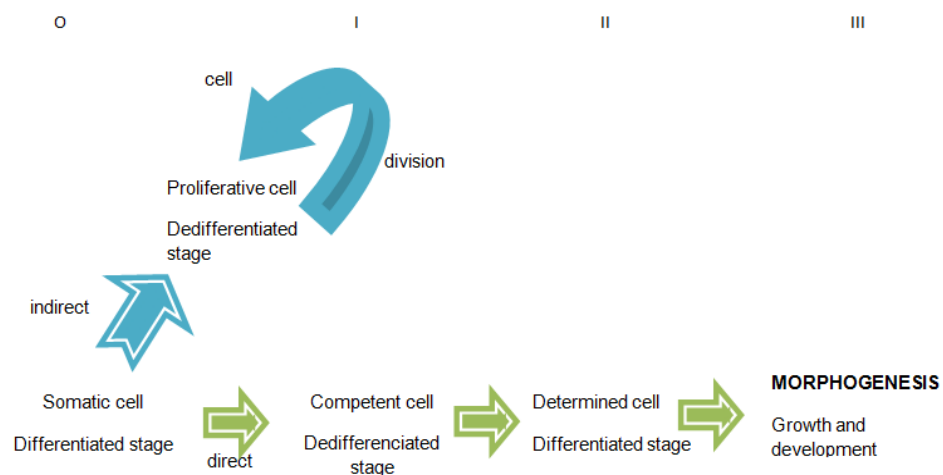 O I II III
cell
division
Proliferative cell
Dedifferentiated
stage
indirect
Somatic cell
Differentiated stage
direct
Competent cell
Dedifferenciated
stage
Determined cell
Differentiated stage
MORPHOGENESIS
Growth and
development